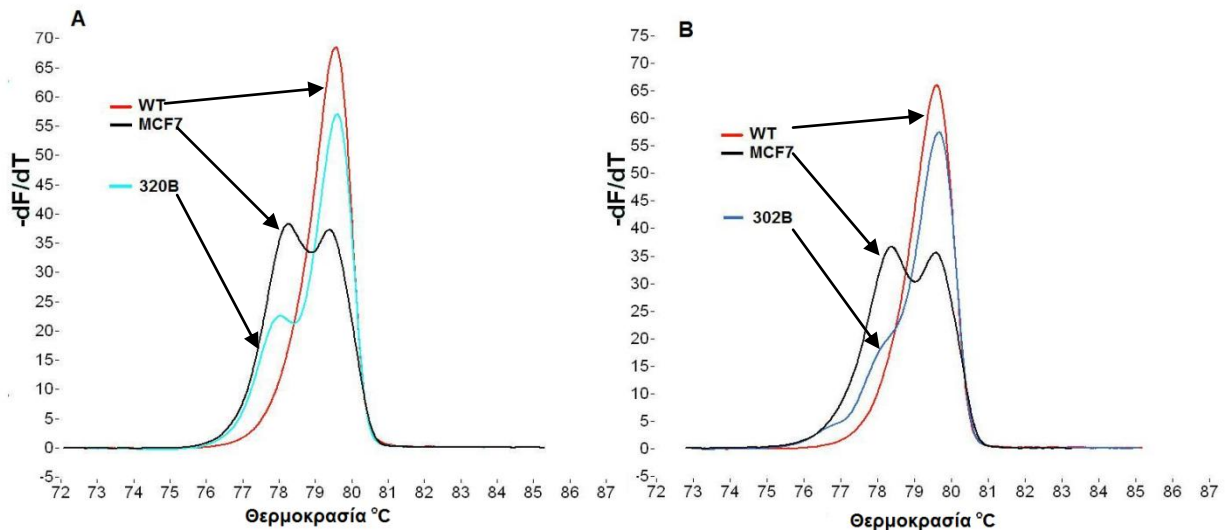 A
-dF/dT
70-
65-
60-
55-
50-
45-
40-
35-
30-
25-
20-
15-
10-
5-
0-
-5-
WT
MCF7
320B
72 73 74 75 76 77 78 79 80 81 82 83 84 85 86 87
Θερμοκρασία °C
B
-dF/dT
75-
70-
65-
60-
55-
50-
45-
40-
35-
30-
25-
20-
15-
10-
5-
0-
-5-
WT
MCF7
302B
72 73 74 75 76 77 78 79 80 81 82 83 84 85 86 87
Θερμοκρασία °C